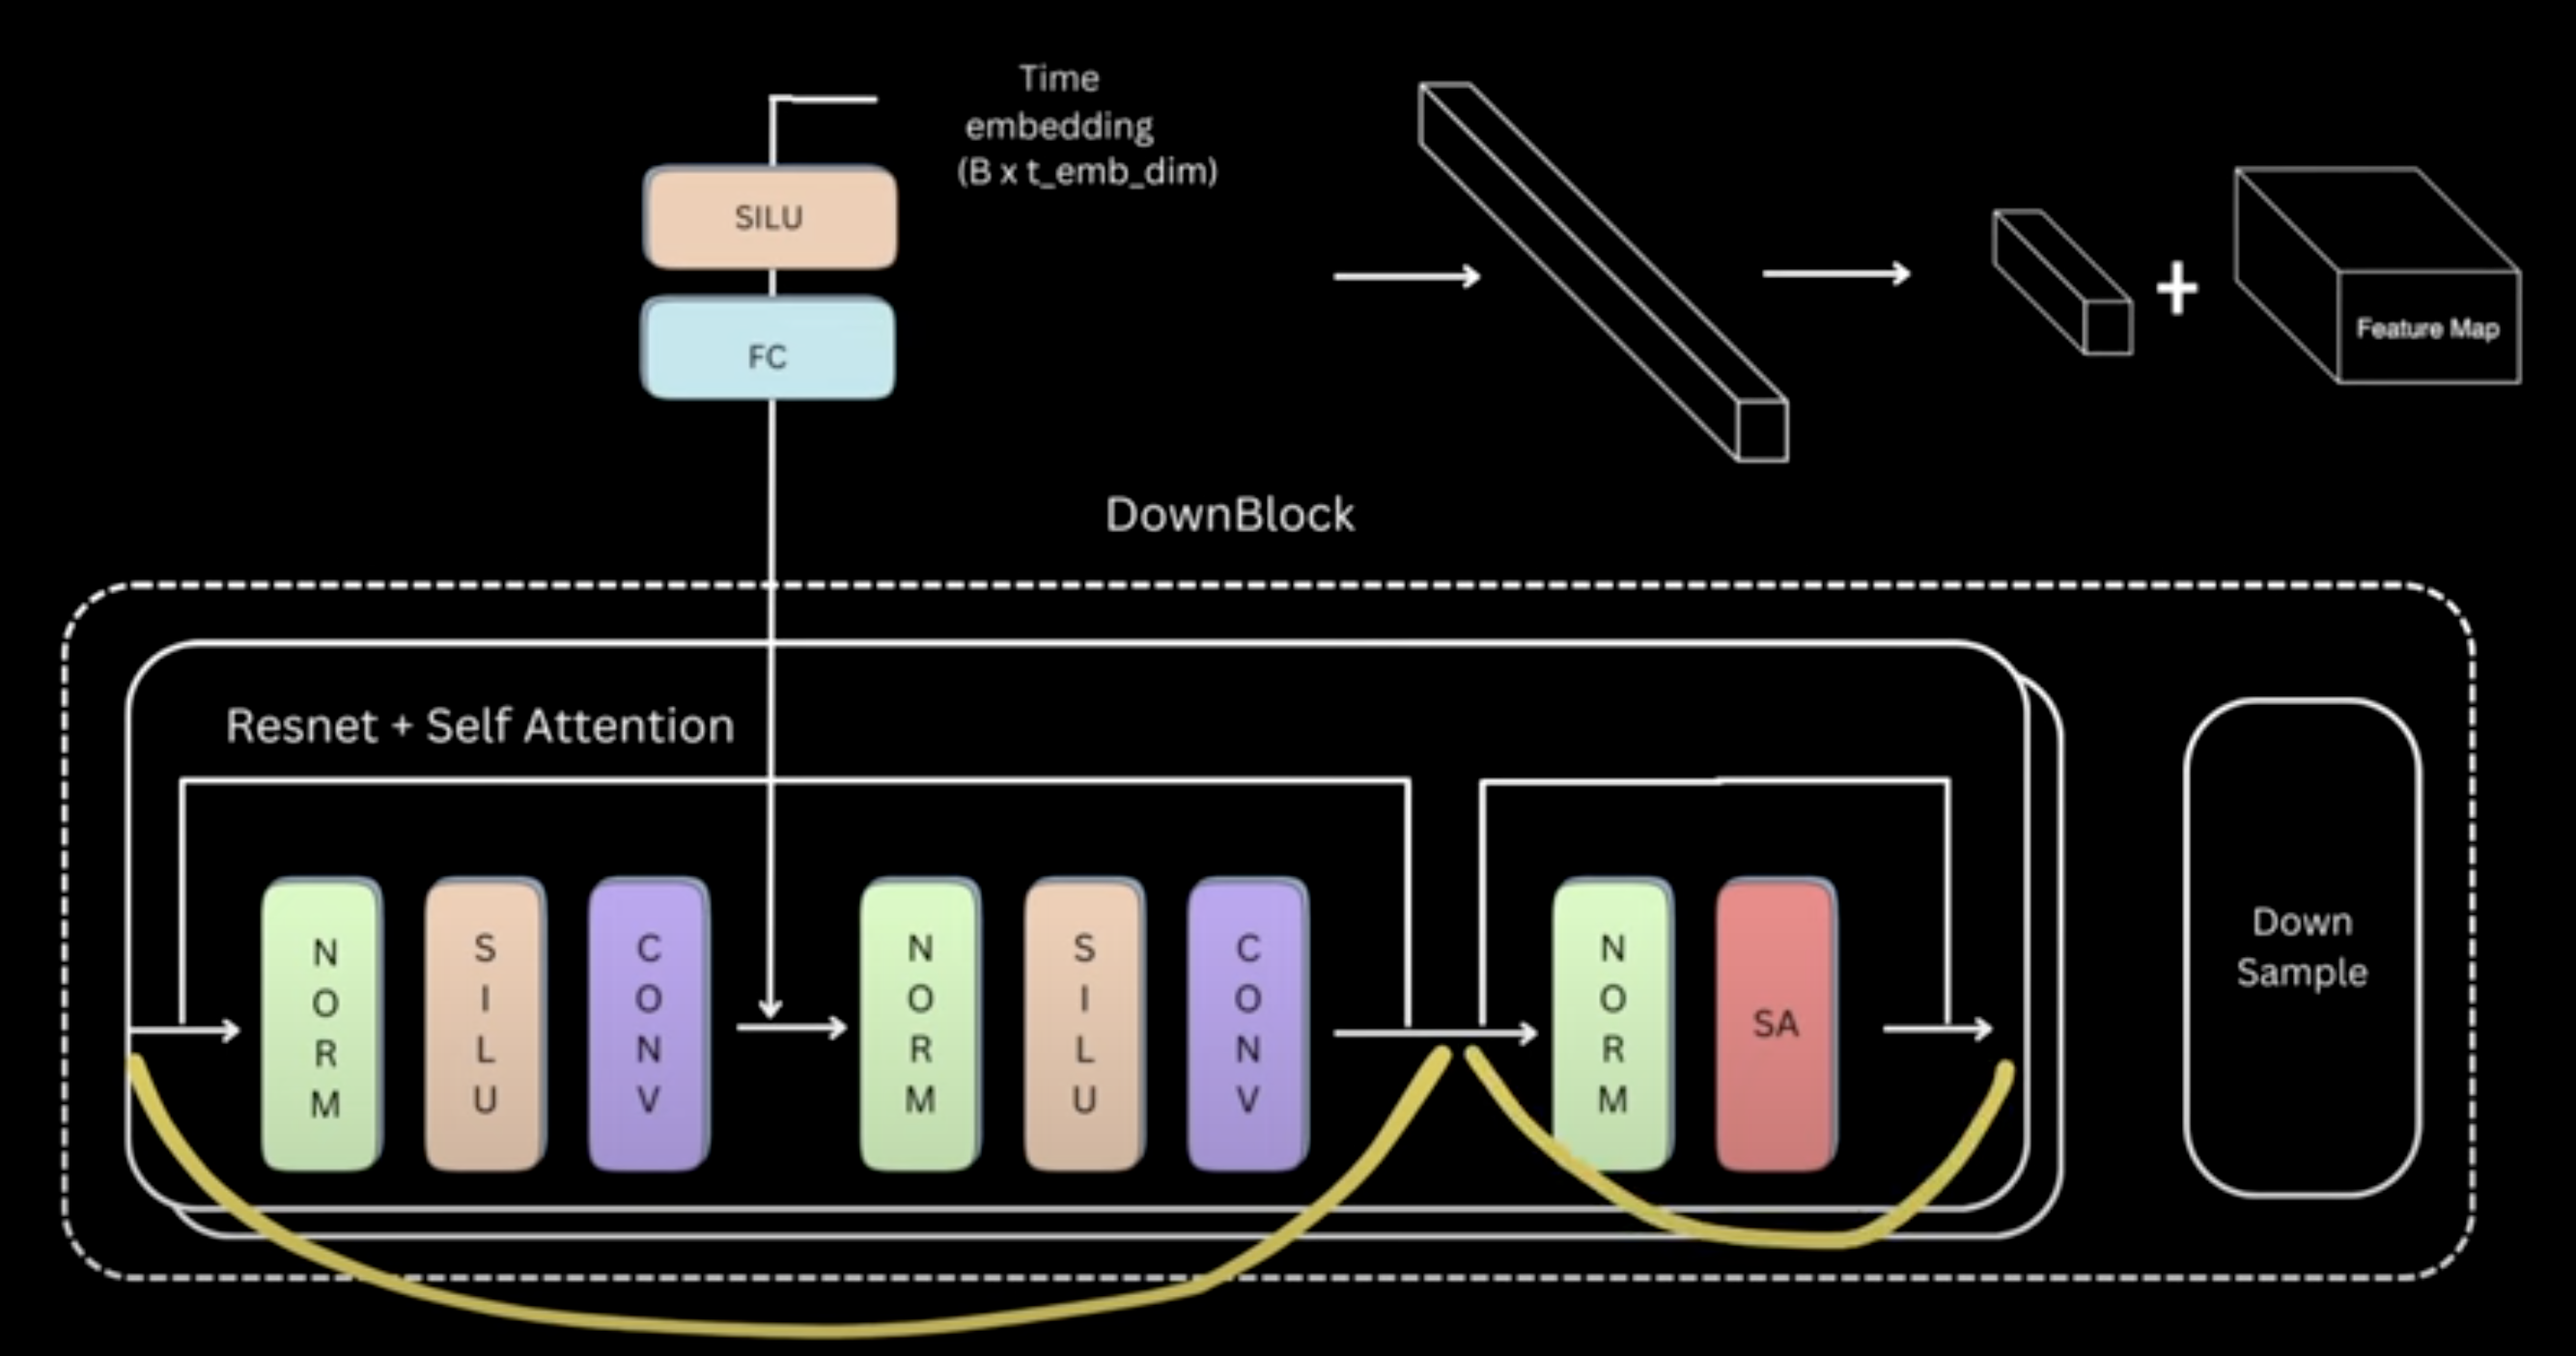 Time
embedding
(B x t_emb_dim)
SILU
FC
Feature Map
DownBlock
Resnet + Self Attention
NORM
SILU
CONV
NORM
SILU
CONV
NORM
SA
Down
Sample